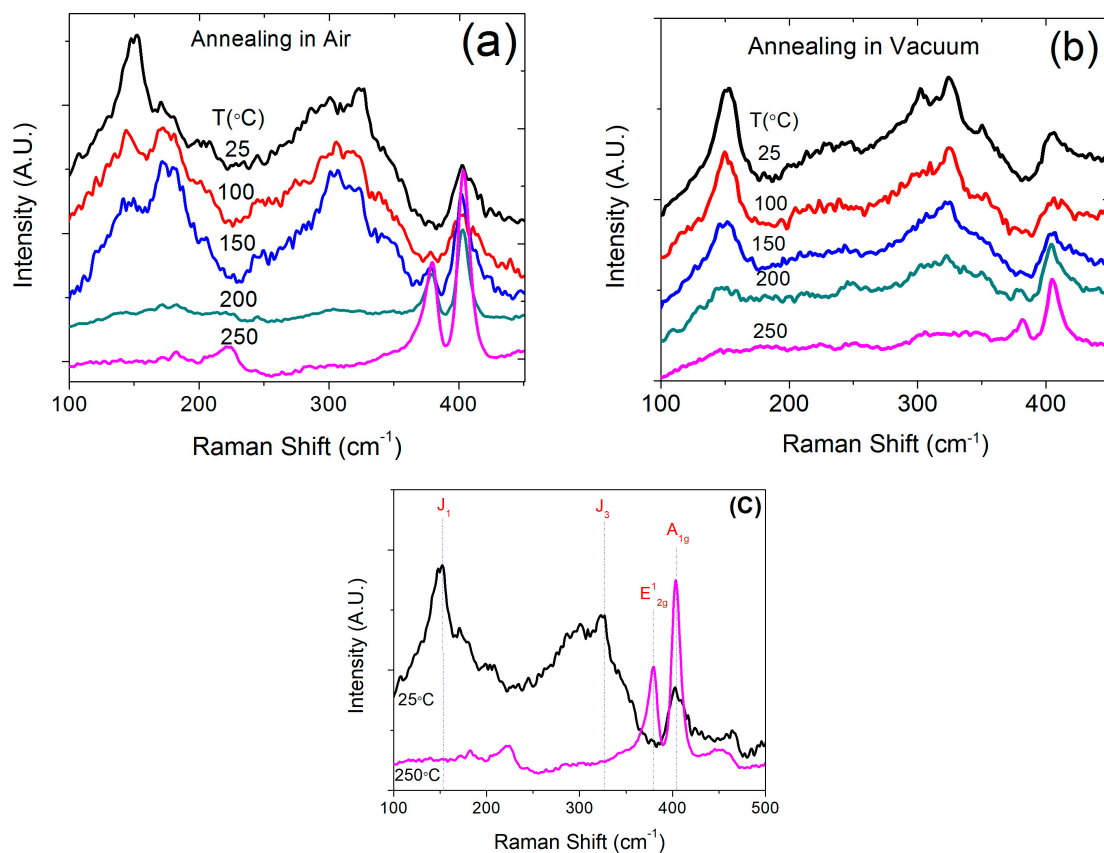 Annealing in Air
(a)
T(°C)
25
100
150
200
250
Intensity (A.U.)
100
200
300
400
Raman Shift (cm⁻¹)
Annealing in Vacuum
(b)
T(°C)
25
100
150
200
250
Intensity (A.U.)
100
200
300
400
Raman Shift (cm⁻¹)
(C)
J₁
J₃
A₁g
E¹₂g
25°C
250°C
Intensity (A.U.)
100
200
300
400
500
Raman Shift (cm⁻¹)